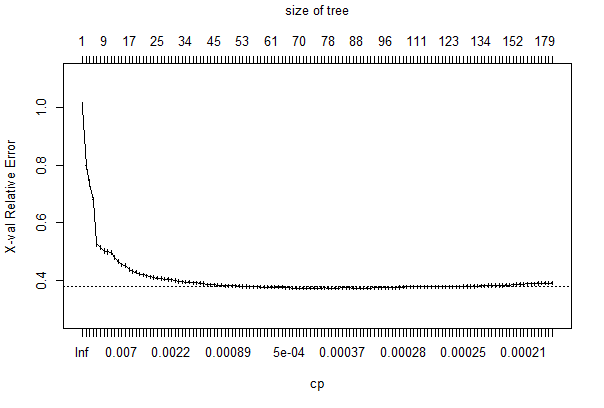 size of tree
1 9 17 25 34 45 53 61 70 78 88 96 111 123 134 152 179
X-val Relative Error
1.0
0.8
0.6
0.4
Inf 0.007 0.0022 0.00089 5e-04 0.00037 0.00028 0.00025 0.00021
cp